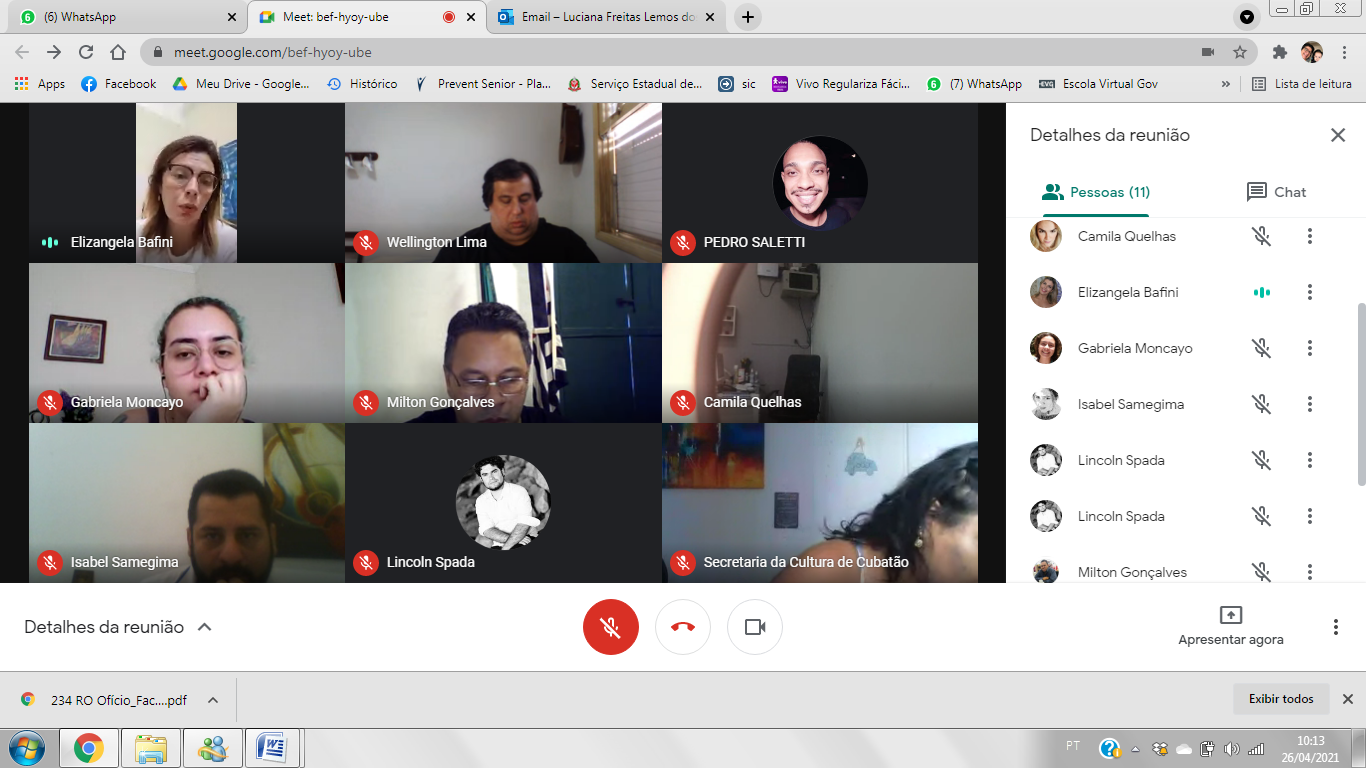 (6) WhatsApp
Meet: bef-hyoy-ube
Email – Luciana Freitas Lemos do
meet.google.com/bef-hyoy-ube
Apps
Facebook
Meu Drive - Google...
Histórico
Prevent Senior - Pla...
Serviço Estadual de...
sic
Vivo Regulariza Fáci...
(7) WhatsApp
EVG
Escola Virtual Gov
»
Lista de leitura
Elizangela Bafini
Wellington Lima
PEDRO SALETTI
Gabriela Moncayo
Milton Gonçalves
Camila Quelhas
Isabel Samegima
Lincoln Spada
Secretaria da Cultura de Cubatão
Detalhes da reunião
Pessoas (11)
Chat
Camila Quelhas
Elizangela Bafini
Gabriela Moncayo
Isabel Samegima
Lincoln Spada
Lincoln Spada
Milton Gonçalves
Detalhes da reunião
Apresentar agora
234 RO Ofício_Fac....pdf
Exibir todos
PT
10:13
26/04/2021